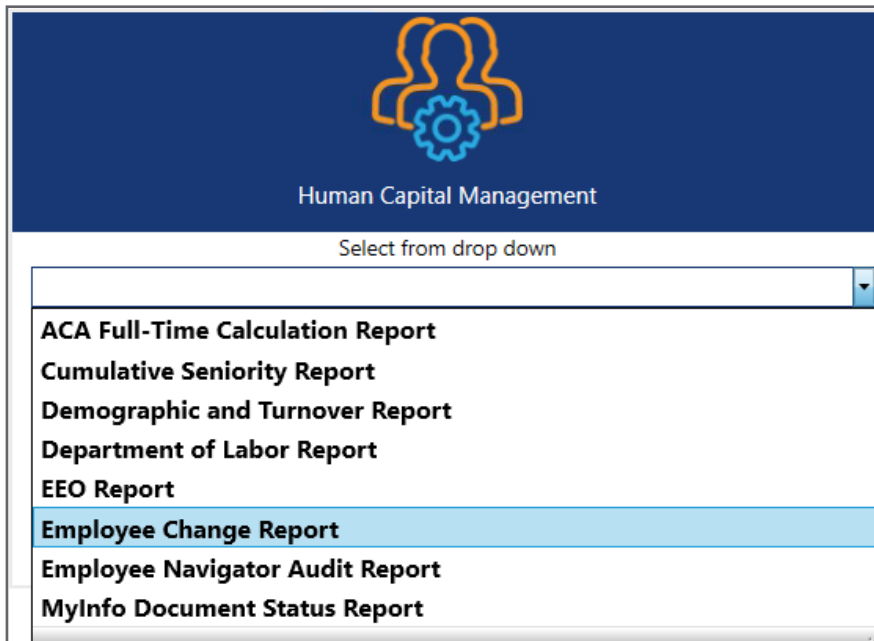 Human Capital Management
Select from drop down
ACA Full-Time Calculation Report
Cumulative Seniority Report
Demographic and Turnover Report
Department of Labor Report
EEO Report
Employee Change Report
Employee Navigator Audit Report
MyInfo Document Status Report